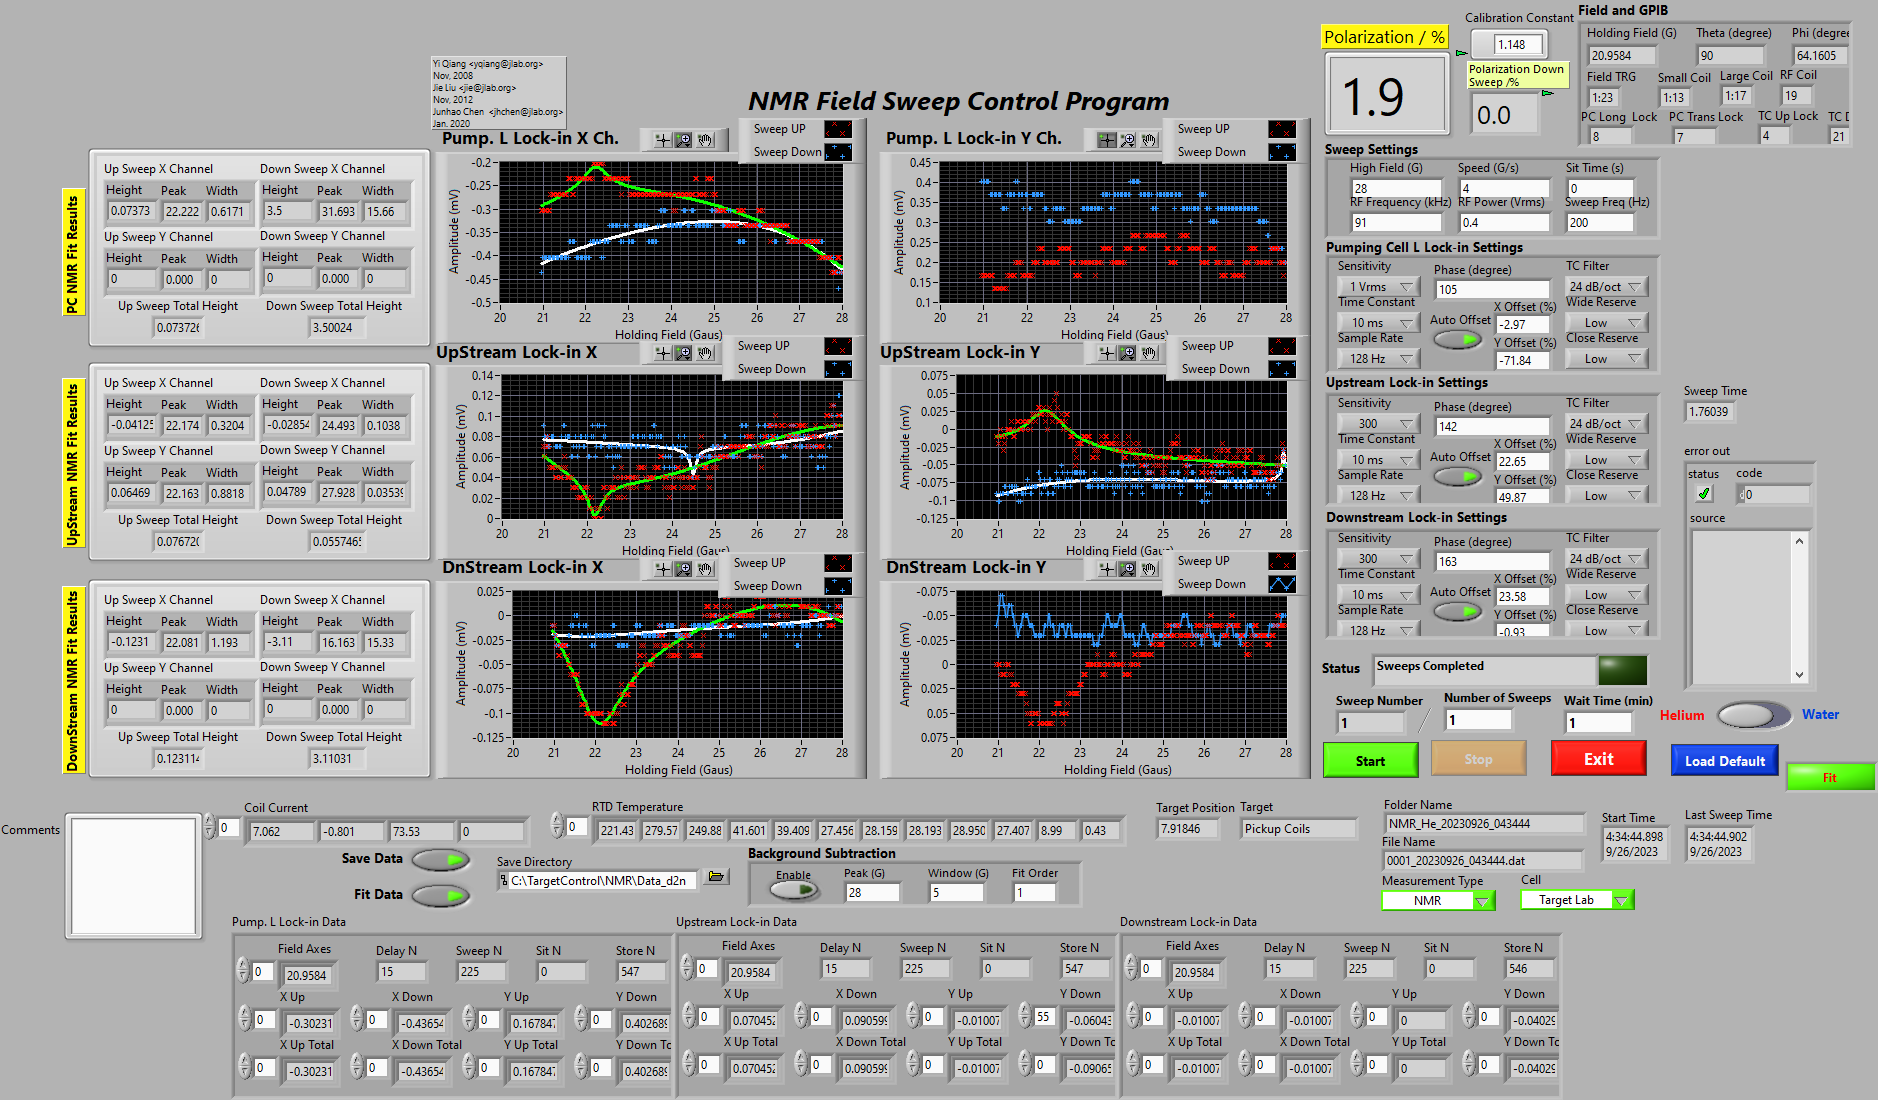 Yi Qiang <yqiang@jlab.org>
Nov, 2008
Jie Liu <jie@jlab.org>
Nov, 2012
Junhao Chen <jhchen@jlab.org>
Jan. 2020
NMR Field Sweep Control Program
Polarization / %
1.9
Calibration Constant
1.148
Polarization Down Sweep /%
0.0
Field and GPIB
Holding Field (G) Theta (degree) Phi (degree
20.9584 90 64.1605
Field TRG Small Coil Large Coil RF Coil
1:23 1:13 1:17 19
PC Long Lock PC Trans Lock TC Up Lock TC D
8 7 4 21
PC NMR Fit Results
Up Sweep X Channel Down Sweep X Channel
Height Peak Width Height Peak Width
0.07373 22.222 0.6171 3.5 31.693 15.66
Up Sweep Y Channel Down Sweep Y Channel
Height Peak Width Height Peak Width
0 0.000 0 0 0.000 0
Up Sweep Total Height Down Sweep Total Height
0.07372 3.50024
UpStream NMR Fit Results
Up Sweep X Channel Down Sweep X Channel
Height Peak Width Height Peak Width
-0.04125 22.174 0.3204 -0.02854 24.493 0.1038
Up Sweep Y Channel Down Sweep Y Channel
Height Peak Width Height Peak Width
0.06469 22.163 0.8818 0.04789 27.928 0.03539
Up Sweep Total Height Down Sweep Total Height
0.07672 0.055746
DownStream NMR Fit Results
Up Sweep X Channel Down Sweep X Channel
Height Peak Width Height Peak Width
-0.1231 22.081 1.193 -3.11 16.163 15.33
Up Sweep Y Channel Down Sweep Y Channel
Height Peak Width Height Peak Width
0 0.000 0 0 0.000 0
Up Sweep Total Height Down Sweep Total Height
0.12311 3.11031
Pump. L Lock-in X Ch.
Sweep UP
Sweep Down
Amplitude (mV)
-0.2
-0.25
-0.3
-0.35
-0.4
-0.45
-0.5
20 21 22 23 24 25 26 27 28
Holding Field (Gaus)
Pump. L Lock-in Y Ch.
Sweep UP
Sweep Down
Amplitude (mV)
0.45
0.4
0.35
0.3
0.25
0.2
0.15
0.1
20 21 22 23 24 25 26 27 28
Holding Field (Gaus)
UpStream Lock-in X
Sweep UP
Sweep Down
Amplitude (mV)
0.14
0.12
0.1
0.08
0.06
0.04
0.02
0
20 21 22 23 24 25 26 27 28
Holding Field (Gaus)
UpStream Lock-in Y
Sweep UP
Sweep Down
Amplitude (mV)
0.075
0.05
0.025
0
-0.025
-0.05
-0.075
-0.1
-0.125
20 21 22 23 24 25 26 27 28
Holding Field (Gaus)
DnStream Lock-in X
Sweep UP
Sweep Down
Amplitude (mV)
0.025
0
-0.025
-0.05
-0.075
-0.1
-0.125
20 22 24 26 28
Holding Field (Gaus)
DnStream Lock-in Y
Sweep UP
Sweep Down
Amplitude (mV)
-0.075
-0.05
-0.025
0
0.025
0.05
0.075
20 21 22 23 24 25 26 27 28
Holding Field (Gaus)
Sweep Settings
High Field (G) Speed (G/s) Sit Time (s)
28 4 0
RF Frequency (kHz) RF Power (Vrms) Sweep Freq (Hz)
91 0.4 200
Pumping Cell L Lock-in Settings
Sensitivity Phase (degree) TC Filter
1 Vrms 105 24 dB/oct
Time Constant X Offset (%) Wide Reserve
10 ms Auto Offset -2.97 Low
Sample Rate Y Offset (%) Close Reserve
128 Hz -71.84 Low
Upstream Lock-in Settings
Sensitivity Phase (degree) TC Filter
300 142 24 dB/oct
Time Constant X Offset (%) Wide Reserve
10 ms Auto Offset 22.65 Low
Sample Rate Y Offset (%) Close Reserve
128 Hz 49.87 Low
Downstream Lock-in Settings
Sensitivity Phase (degree) TC Filter
300 163 24 dB/oct
Time Constant X Offset (%) Wide Reserve
10 ms Auto Offset 23.58 Low
Sample Rate Y Offset (%) Close Reserve
128 Hz -0.93 Low
Sweep Time
1.76039
error out
status code
0
source
Status Sweeps Completed
Sweep Number Number of Sweeps Wait Time (min)
1 / 1 1
Helium Water
Start Stop Exit Load Default Fit
Comments
Coil Current
0 7.062 -0.801 73.53 0
RTD Temperature
0 221.43 279.57 249.88 41.601 39.409 27.456 28.159 28.193 28.950 27.407 8.99 0.43
Target Position Target
7.91846 Pickup Coils
Folder Name
NMR_He_20230926_043444
File Name
0001_20230926_043444.dat
Start Time
4:34:44.898
9/26/2023
Last Sweep Time
4:34:44.902
9/26/2023
Save Data
Fit Data
Save Directory
C:\TargetControl\NMR\Data_d2n
Background Subtraction
Enable Peak (G) Window (G) Fit Order
28 5 1
Measurement Type Cell
NMR Target Lab
Pump. L Lock-in Data
Field Axes Delay N Sweep N Sit N Store N
0 20.9584 15 225 0 547
X Up X Down Y Up Y Down
0 -0.30231 0 -0.43654 0 0.167847 0 0.402689
X Up Total X Down Total Y Up Total Y Down To
0 -0.30231 0 -0.43654 0 0.167847 0 0.402689
Upstream Lock-in Data
Field Axes Delay N Sweep N Sit N Store N
0 20.9584 15 225 0 547
X Up X Down Y Up Y Down
0 0.070452 0 0.090599 0 -0.01007 55 -0.06043
X Up Total X Down Total Y Up Total Y Down To
0 0.070452 0 0.090599 0 -0.01007 0 -0.09065
Downstream Lock-in Data
Field Axes Delay N Sweep N Sit N Store N
0 20.9584 15 225 0 546
X Up X Down Y Up Y Down
0 -0.01007 0 -0.01007 0 0 0 -0.04029
X Up Total X Down Total Y Up Total Y Down To
0 -0.01007 0 -0.01007 0 0 0 -0.04029